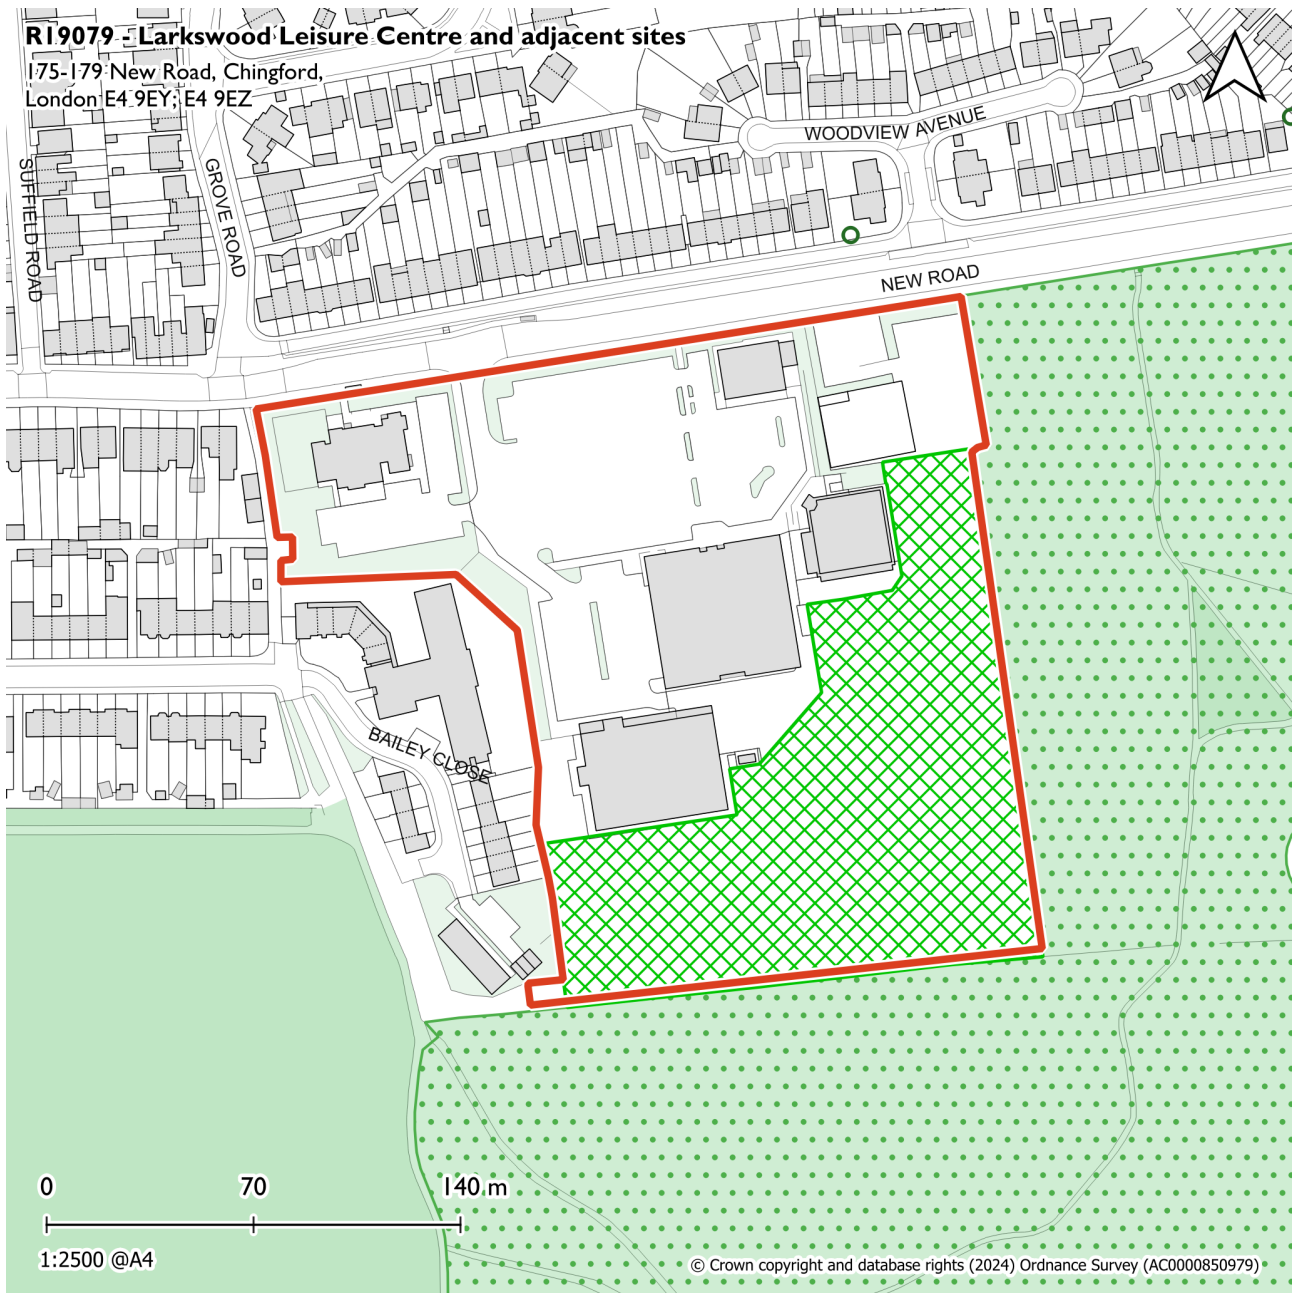 R19079 - Larkswood Leisure Centre and adjacent sites
175-179 New Road, Chingford,
London E4 9EY; E4 9EZ
WOODVIEW AVENUE
SUFFIELD ROAD
GROVE ROAD
NEW ROAD
BAILEY CLOSE
0 70 140 m
1:2500 @A4
© Crown copyright and database rights (2024) Ordnance Survey (AC0000850979)